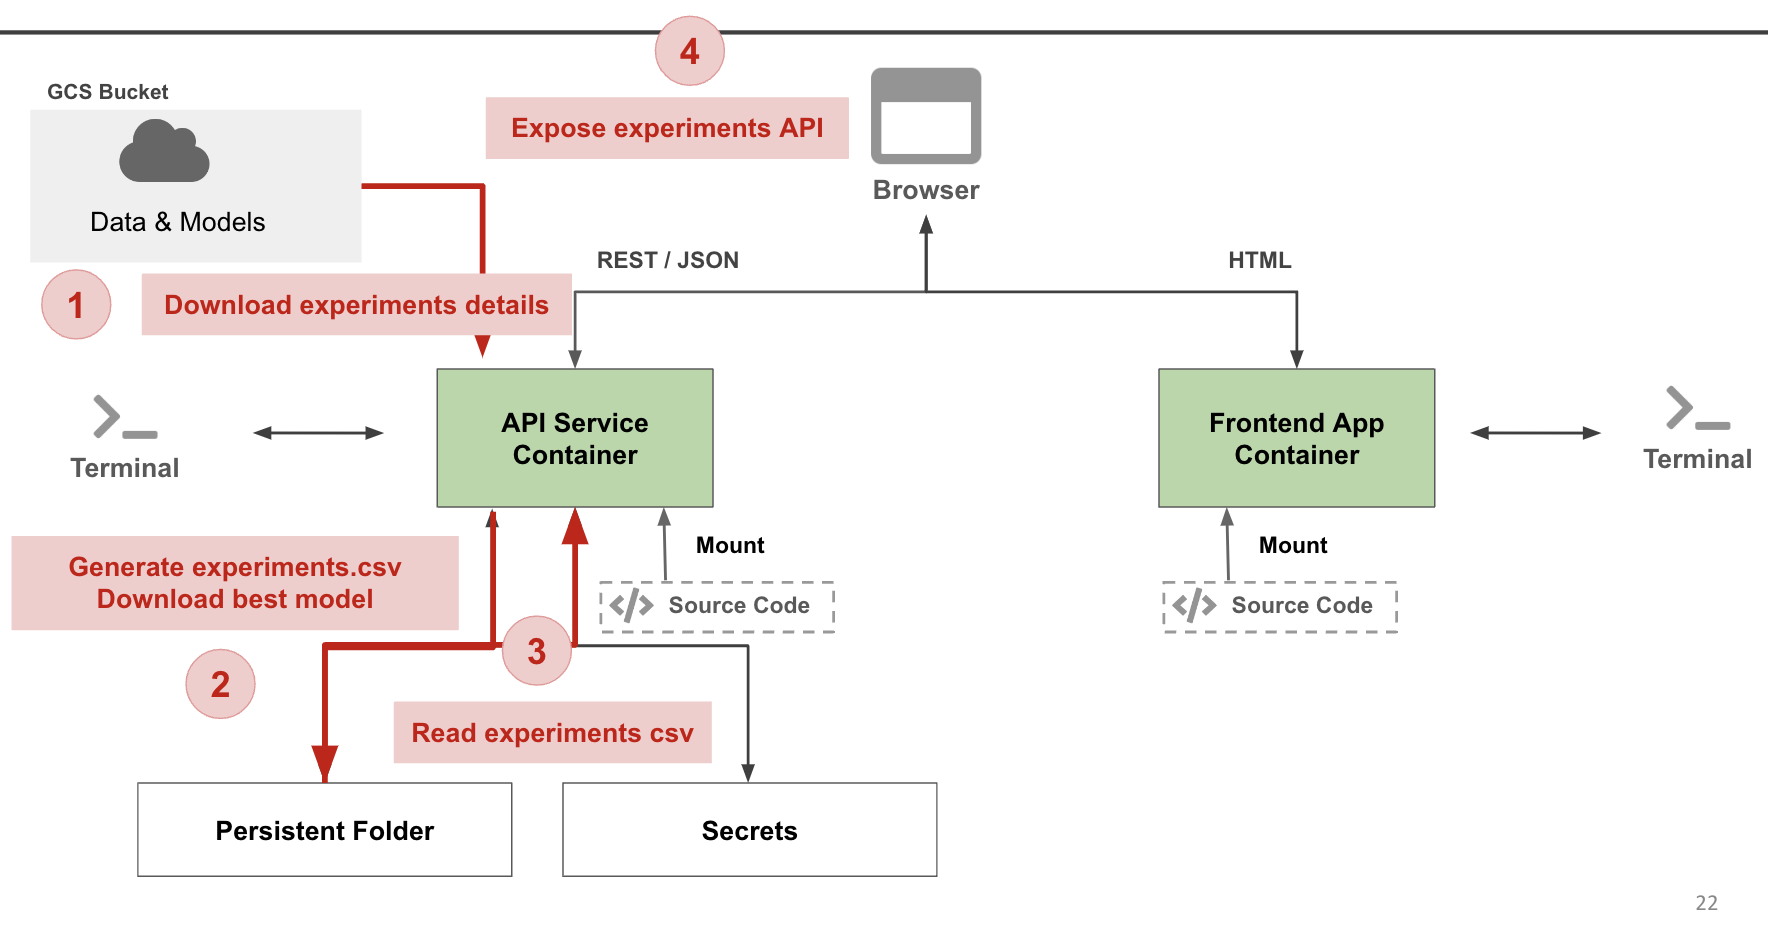 4
GCS Bucket
Expose experiments API
Browser
Data & Models
REST / JSON
HTML
1
Download experiments details
API Service
Container
Frontend App
Container
Terminal
Terminal
Mount
Mount
Generate experiments.csv
Download best model
</> Source Code
</> Source Code
3
2
Read experiments csv
Persistent Folder
Secrets
22